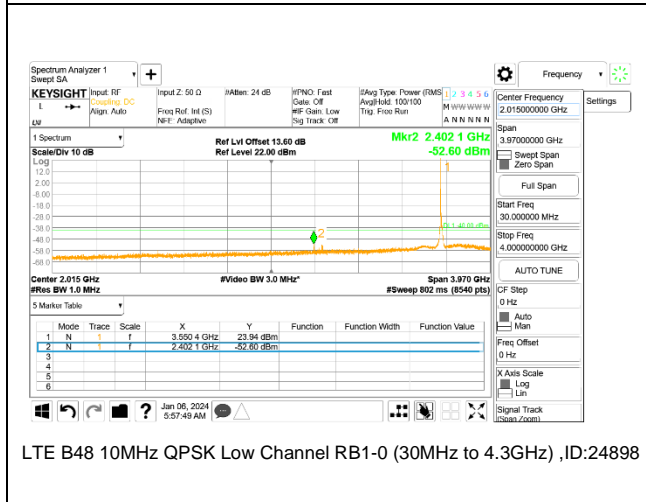 Spectrum Analyzer 1
Swept SA
+
Frequency
KEYSIGHT
Input: RF
Coupling: DC
Align: Auto
Input Z: 50 Ω
Freq Ref: Int (S)
NFE: Adaptive
#Atten: 24 dB
#PNO: Fast
Gate: Off
#IF Gain: Low
Sig Track: Off
#Avg Type: Power (RMS
Avg|Hold: 100/100
Trig: Free Run
1 2 3 4 5 6
M W W W W W
A N N N N N
L
Settings
Center Frequency
2.015000000 GHz
Span
3.97000000 GHz
Swept Span
Zero Span
Full Span
Start Freq
30.000000 MHz
Stop Freq
4.000000000 GHz
AUTO TUNE
CF Step
0 Hz
Auto
Man
Freq Offset
0 Hz
X Axis Scale
Log
Lin
Signal Track
(Span Zoom)
1 Spectrum
Scale/Div 10 dB
Ref Lvl Offset 13.60 dB
Ref Level 22.00 dBm
Mkr2 2.402 1 GHz
-52.60 dBm
Log
12.0
2.00
-8.00
-18.0
-28.0
-38.0
-48.0
-58.0
-68.0
1
2
Center 2.015 GHz
#Res BW 1.0 MHz
#Video BW 3.0 MHz*
Span 3.970 GHz
#Sweep 802 ms (8540 pts)
5 Marker Table
Mode Trace Scale X Y Function Function Width Function Value
1 N 1 f 3.550 4 GHz 23.94 dBm
2 N 1 f 2.402 1 GHz -52.60 dBm
3
4
5
6
?
Jan 06, 2024
5:57:49 AM
LTE B48 10MHz QPSK Low Channel RB1-0 (30MHz to 4.3GHz) ,ID:24898